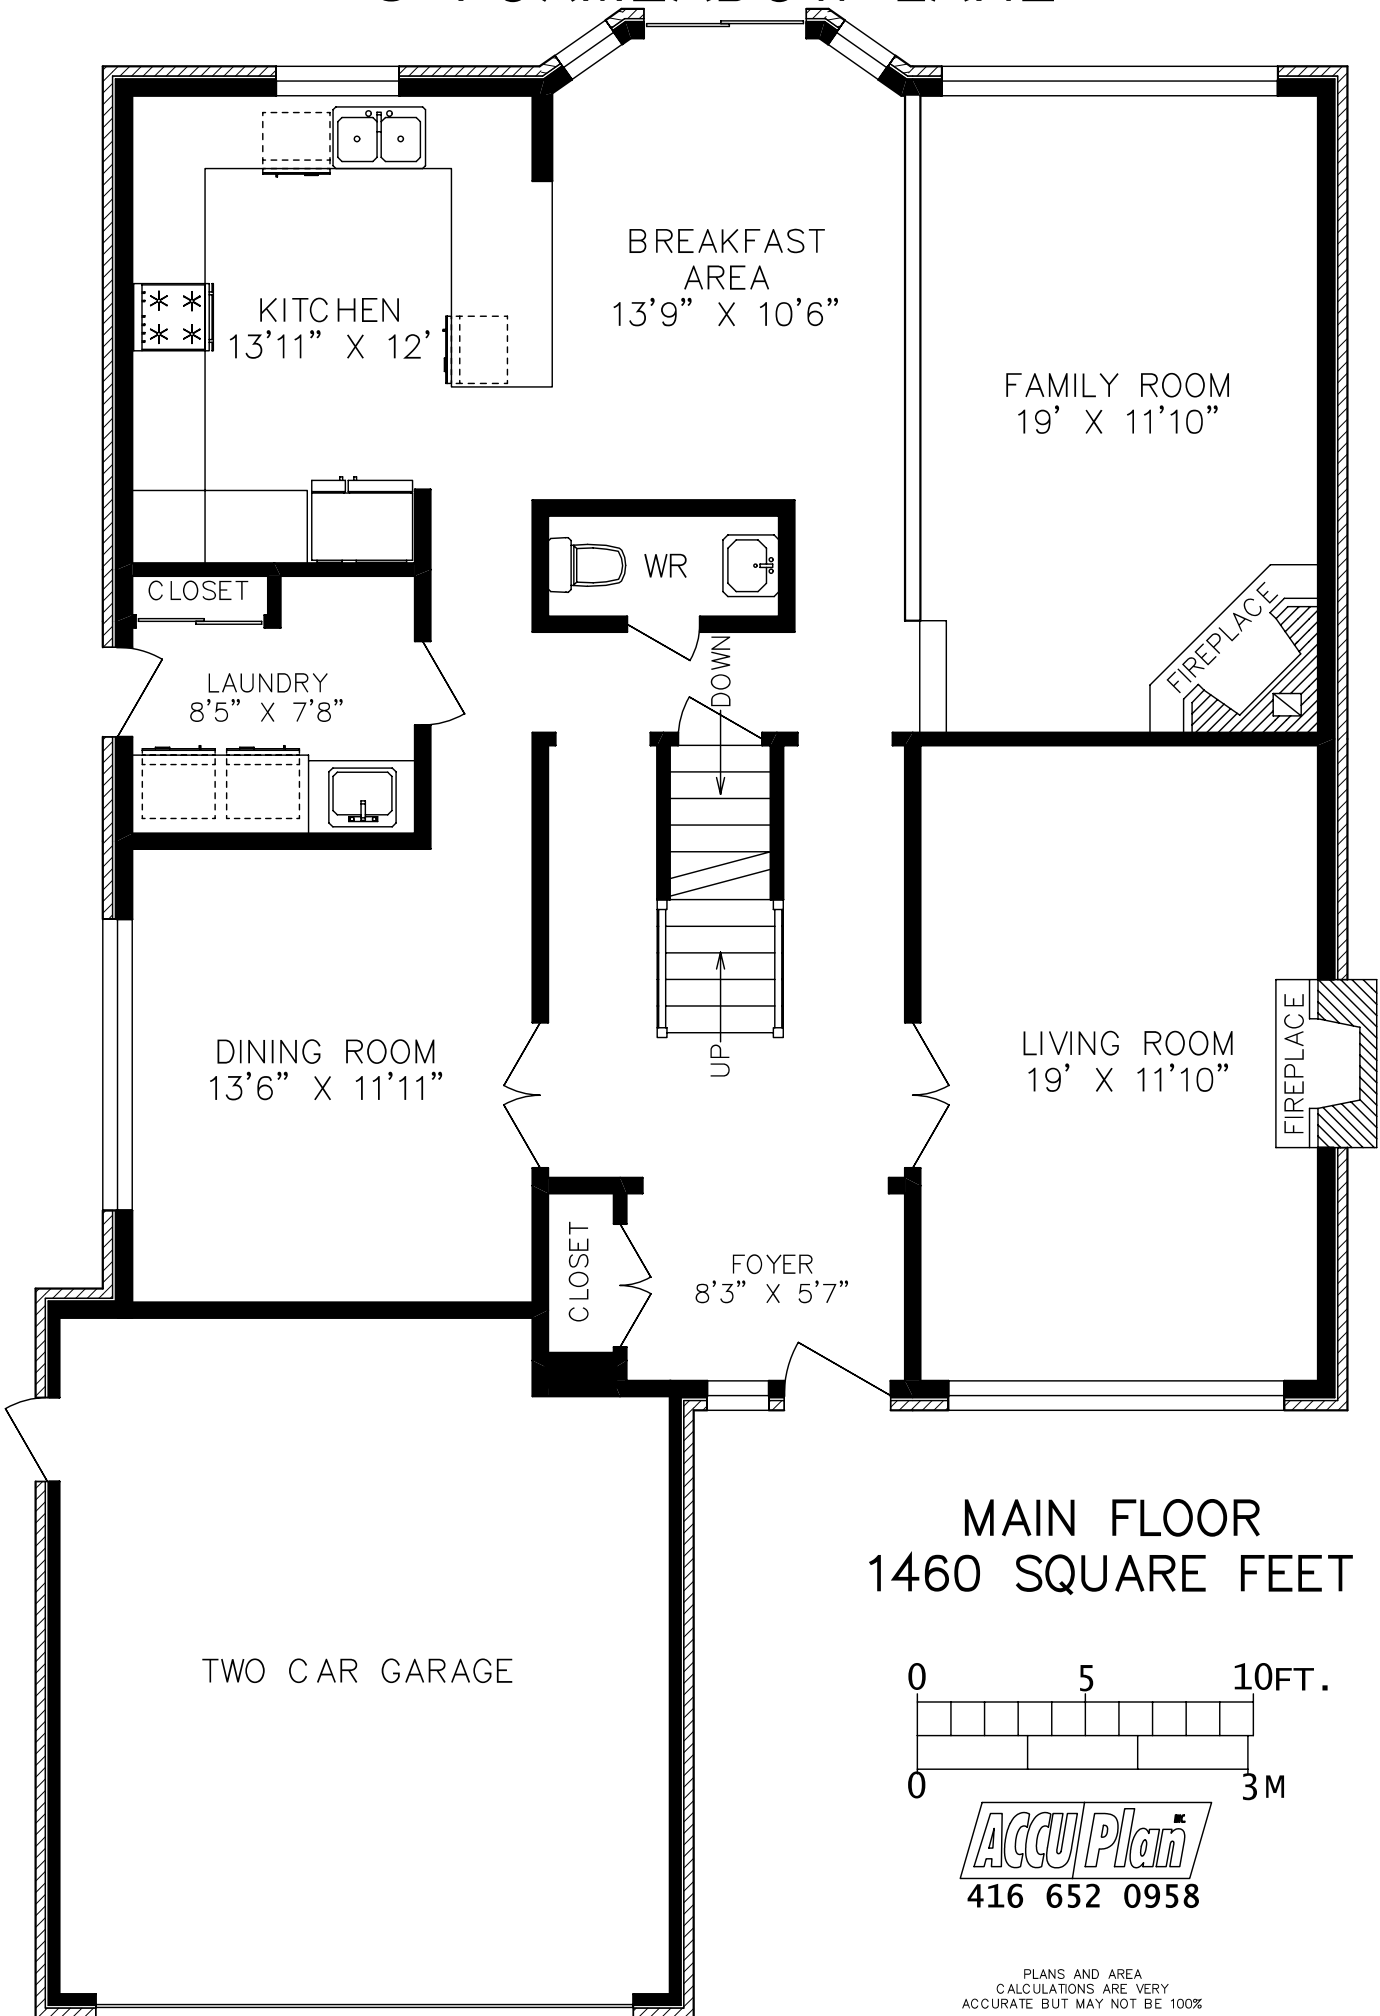 BREAKFAST
AREA
13'9" X 10'6"
KITCHEN
13'11" X 12'
FAMILY ROOM
19' X 11'10"
WR
CLOSET
FIREPLACE
DOWN
LAUNDRY
8'5" X 7'8"
UP
DINING ROOM
13'6" X 11'11"
LIVING ROOM
19' X 11'10"
FIREPLACE
CLOSET
FOYER
8'3" X 5'7"
MAIN FLOOR
1460 SQUARE FEET
TWO CAR GARAGE
0 5 10FT.
0 3M
ACCU Plan INC.
416 652 0958
PLANS AND AREA
CALCULATIONS ARE VERY
ACCURATE BUT MAY NOT BE 100%